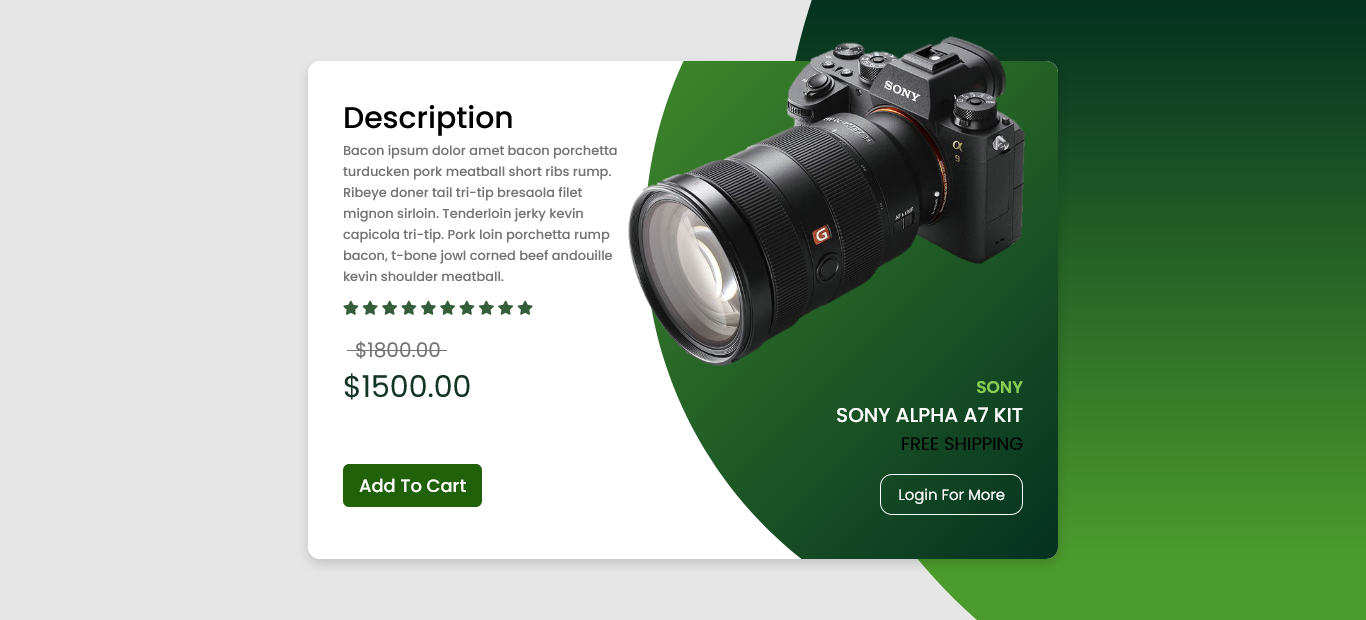 Description
Bacon ipsum dolor amet bacon porchetta
turducken pork meatball short ribs rump.
Ribeye doner tail tri-tip bresaola filet
mignon sirloin. Tenderloin jerky kevin
capicola tri-tip. Pork loin porchetta rump
bacon, t-bone jowl corned beef andouille
kevin shoulder meatball.
$1800.00
$1500.00
Add To Cart
SONY
α
9
G
SONY
SONY ALPHA A7 KIT
FREE SHIPPING
Login For More